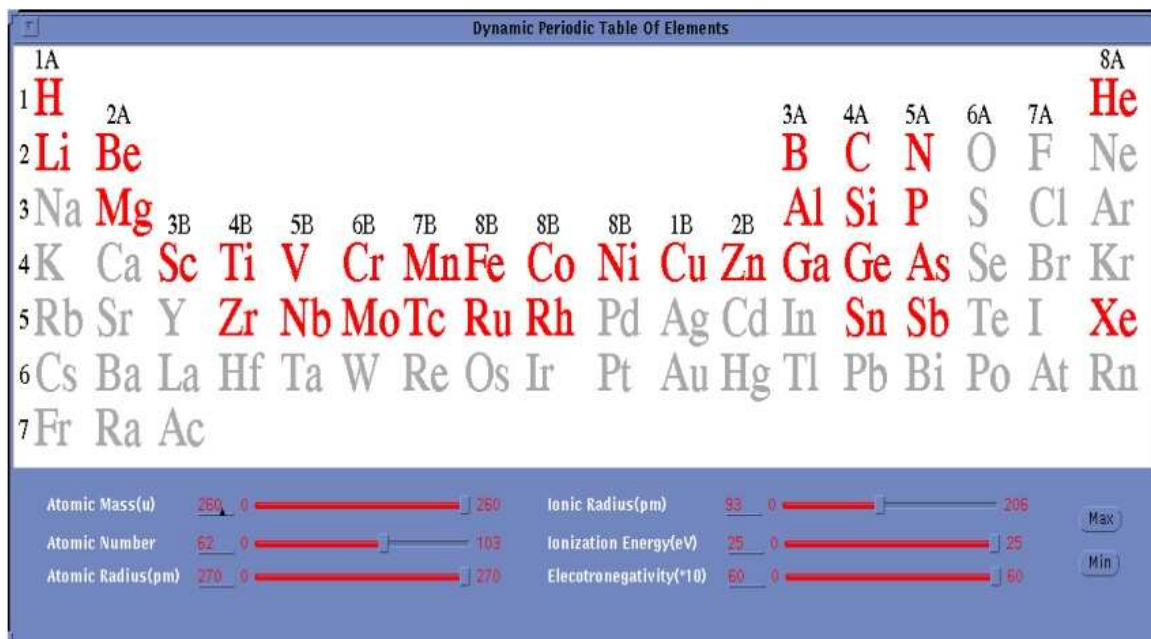 Dynamic Periodic Table Of Elements
1A 8A
1 H He
2A 3A 4A 5A 6A 7A
2 Li Be B C N O F Ne
3 Na Mg Al Si P S Cl Ar
3B 4B 5B 6B 7B 8B 8B 8B 1B 2B
4 K Ca Sc Ti V Cr Mn Fe Co Ni Cu Zn Ga Ge As Se Br Kr
5 Rb Sr Y Zr Nb Mo Tc Ru Rh Pd Ag Cd In Sn Sb Te I Xe
6 Cs Ba La Hf Ta W Re Os Ir Pt Au Hg Tl Pb Bi Po At Rn
7 Fr Ra Ac
Atomic Mass(u) 260 0 260 Ionic Radius(pm) 93 0 206
Max
Atomic Number 62 0 103 Ionization Energy(eV) 25 0 25
Min
Atomic Radius(pm) 270 0 270 Elecotronegativity(*10) 60 0 60